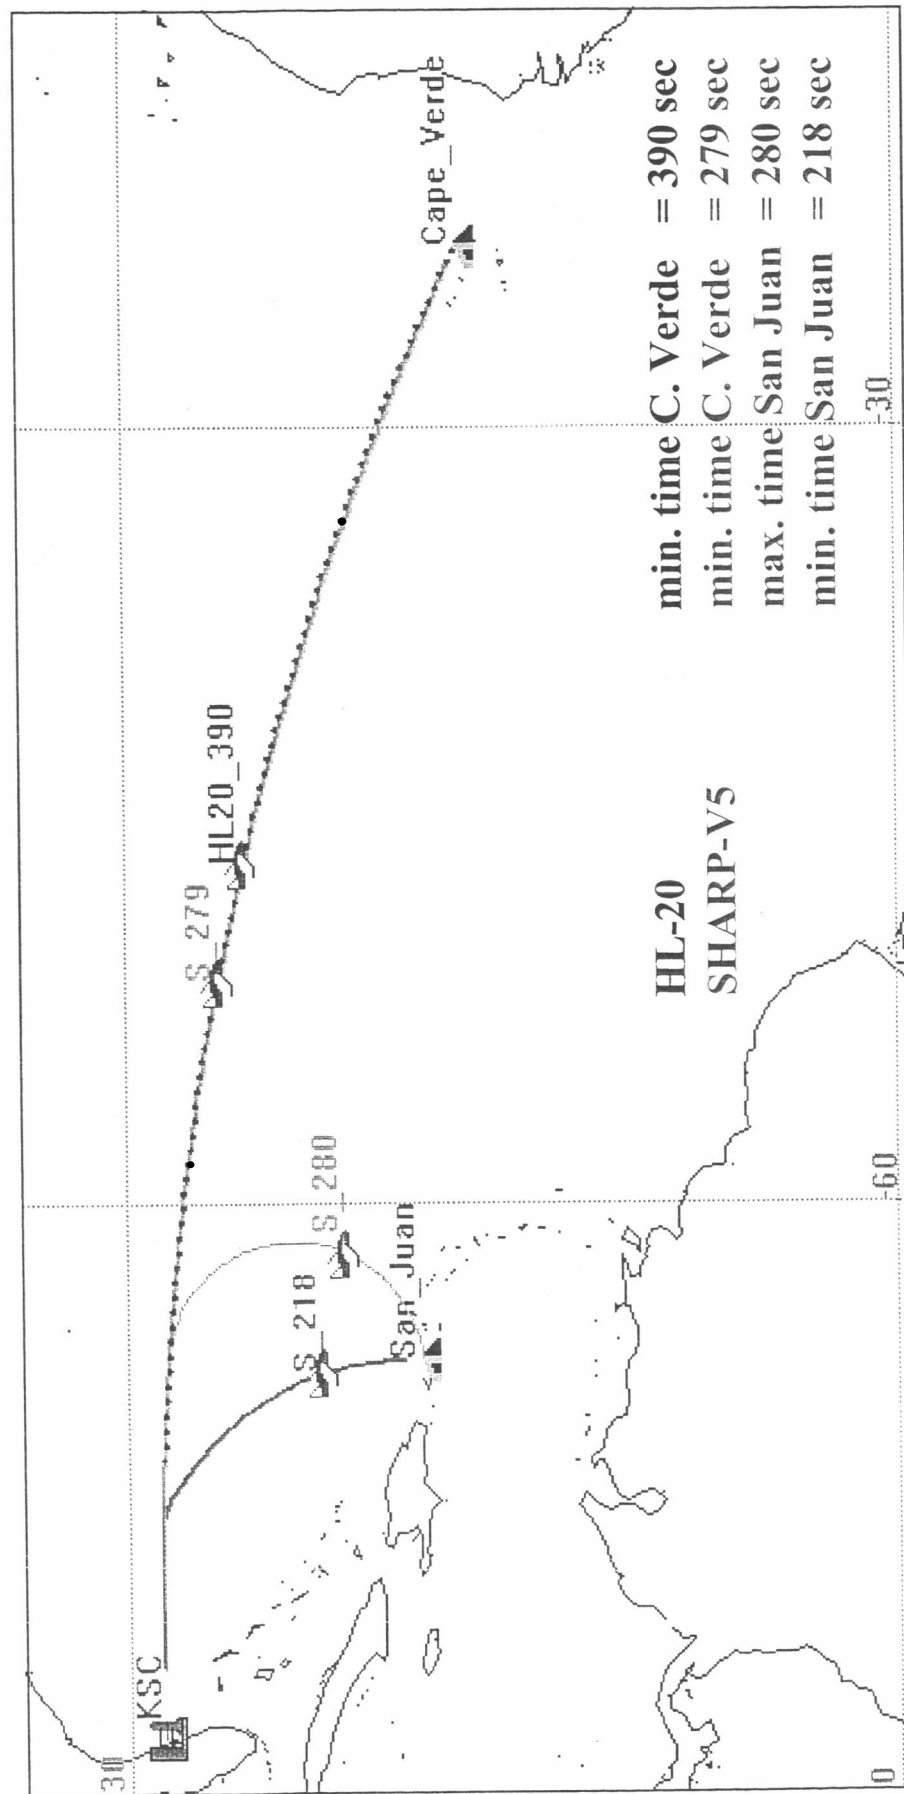 KSC
S_218
San_Juan
S_280
S_279
HL20_390
Cape_Verde
30
0
-60
-30
HL-20
SHARP-V5
min. time C. Verde = 390 sec
min. time C. Verde = 279 sec
max. time San Juan = 280 sec
min. time San Juan = 218 sec